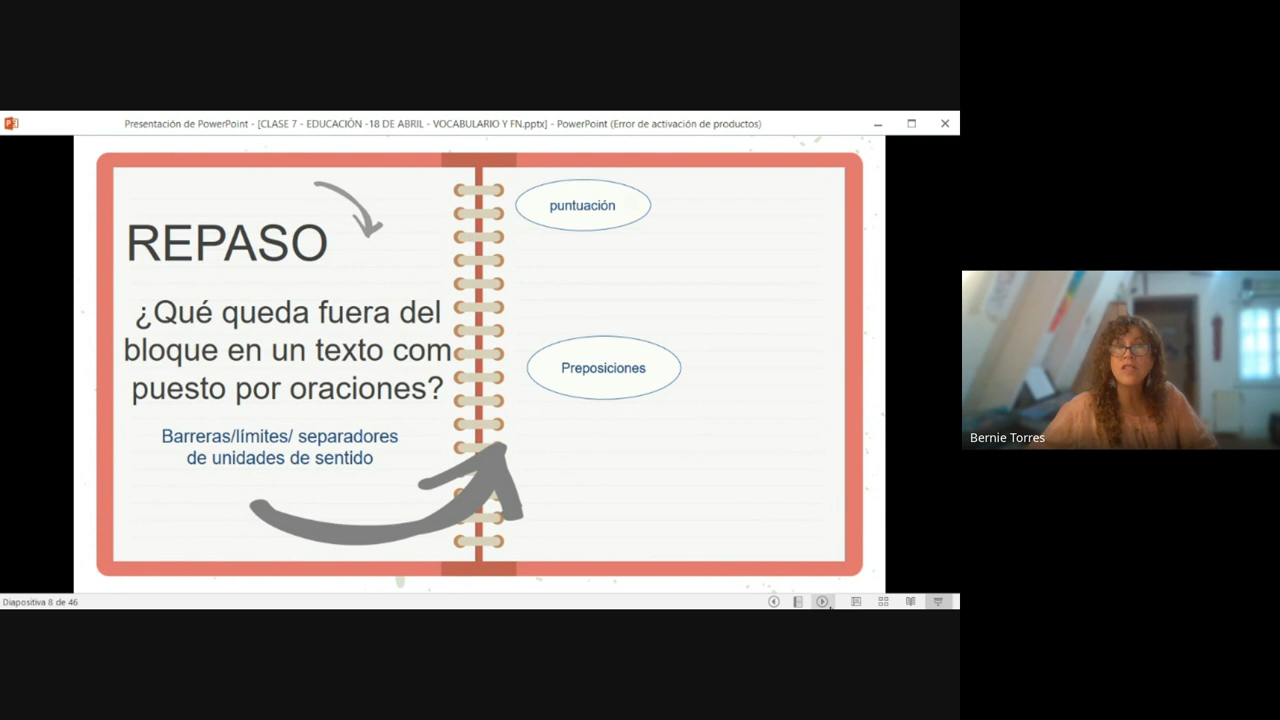 Presentación de PowerPoint - [CLASE 7 - EDUCACIÓN -18 DE ABRIL - VOCABULARIO Y FN.pptx] - PowerPoint (Error de activación de productos)
REPASO
¿Qué queda fuera del
bloque en un texto com
puesto por oraciones?
Barreras/límites/ separadores
de unidades de sentido
puntuación
Preposiciones
Bernie Torres
Diapositiva 8 de 46